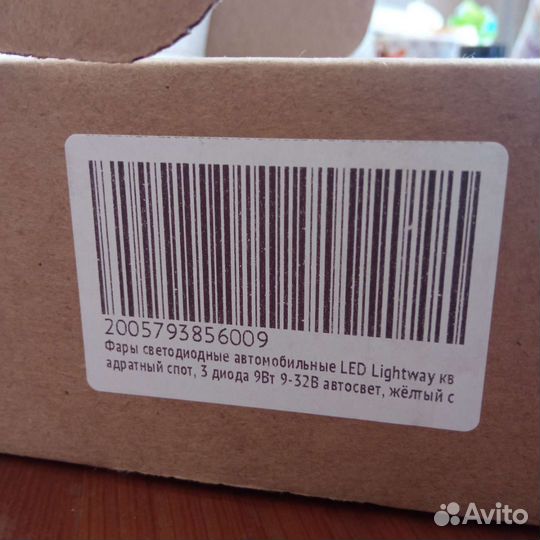 2005793856009
Фары светодиодные автомобильные LED Lightway кв
адратный спот, 3 диода 9Вт 9-32В автосвет, жёлтый с
Avito